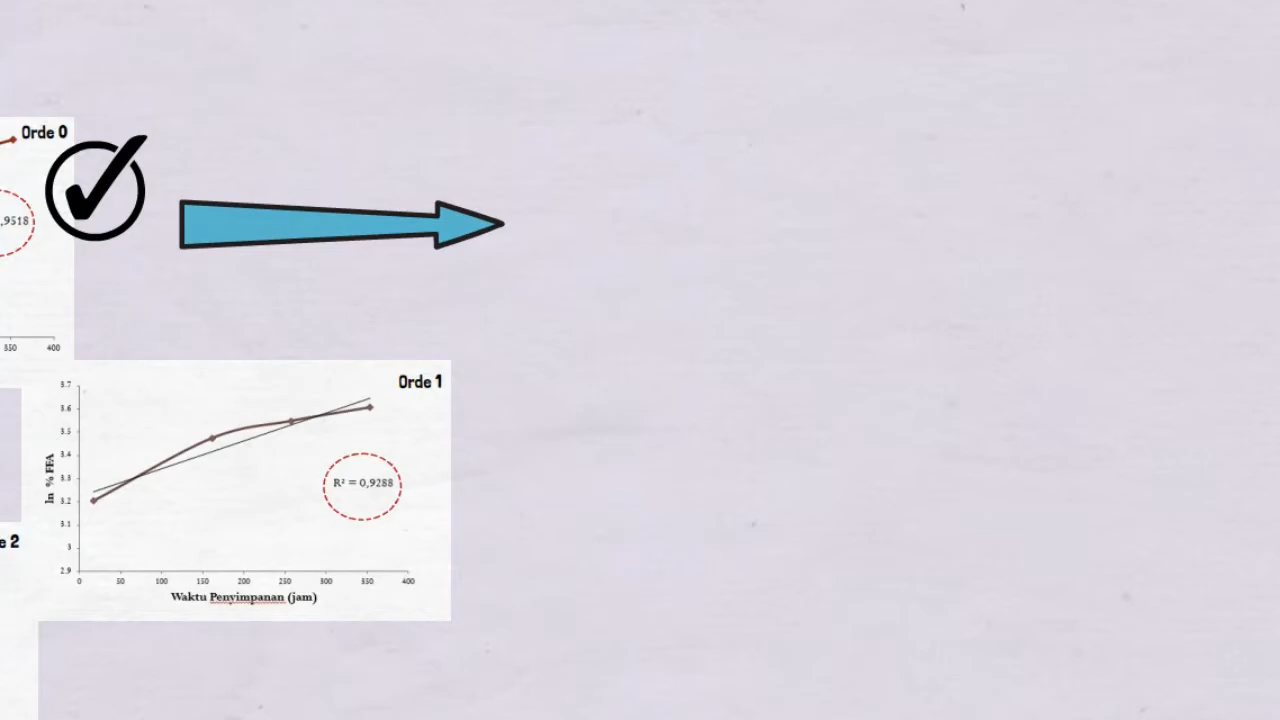 Orde 0
,9518
350 400
Orde 1
3.7
3.6
3.5
3.4
3.3
3.2
3.1
3
2.9
ln % FFA
R² = 0,9288
0 50 100 150 200 250 300 350 400
Waktu Penyimpanan (jam)
e 2